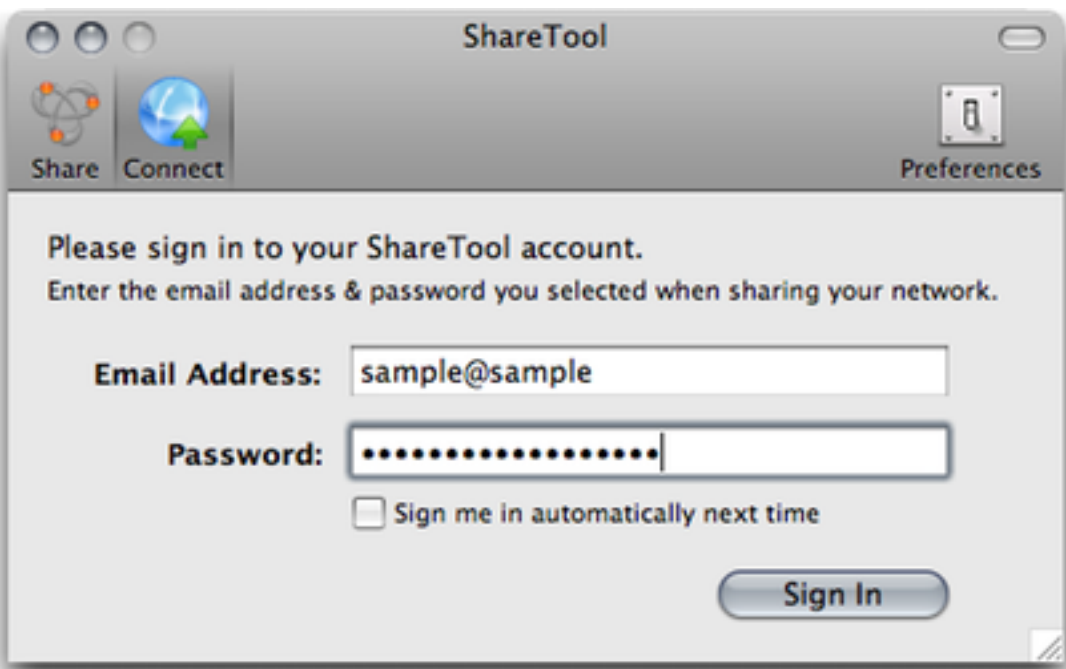 ShareTool
Share Connect Preferences
Please sign in to your ShareTool account.
Enter the email address & password you selected when sharing your network.
Email Address: sample@sample
Password: ••••••••••••••••••
Sign me in automatically next time
Sign In